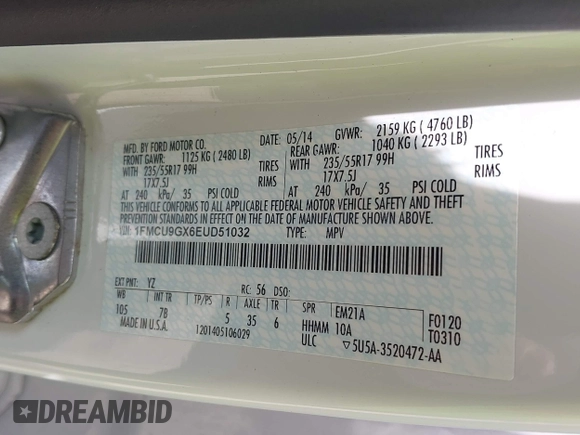 MFD. BY FORD MOTOR CO.
DATE: 05/14
GVWR: 2159 KG ( 4760 LB)
FRONT GAWR: 1125 KG ( 2480 LB)
REAR GAWR: 1040 KG ( 2293 LB)
WITH 235/55R17 99H TIRES
WITH 235/55R17 99H TIRES
17X7.5J RIMS
17X7.5J RIMS
AT 240 kPa/ 35 PSI COLD
AT 240 kPa/ 35 PSI COLD
THIS VEHICLE CONFORMS TO ALL APPLICABLE FEDERAL MOTOR VEHICLE SAFETY AND THEFT
PREVENTION STANDARDS IN EFFECT ON THE DATE OF MANUFACTURE SHOWN ABOVE.
VIN: 1FMCU9GX6EUD51032
TYPE: MPV
EXT PNT: YZ RC: 56 DSO:
WB INT TR TP/PS R AXLE TR SPR EM21A F0120
105 7B 5 35 6 HHMM 10A T0310
MADE IN U.S.A. 1201405106029 ULC ▽5U5A-3520472-AA
DREAMBID